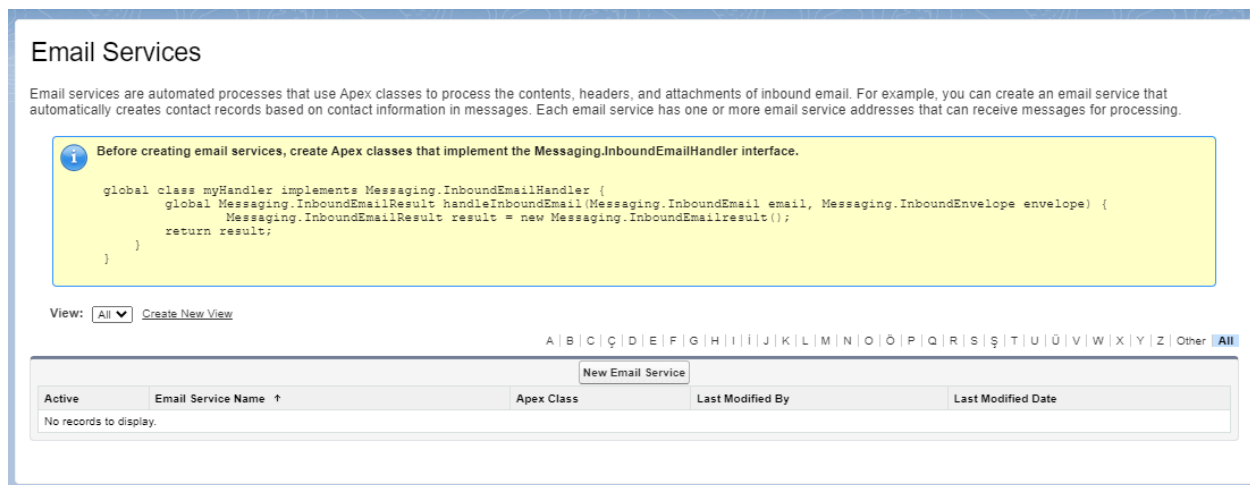 Email Services
Email services are automated processes that use Apex classes to process the contents, headers, and attachments of inbound email. For example, you can create an email service that
automatically creates contact records based on contact information in messages. Each email service has one or more email service addresses that can receive messages for processing.
Before creating email services, create Apex classes that implement the Messaging.InboundEmailHandler interface.
global class myHandler implements Messaging.InboundEmailHandler {
global Messaging.InboundEmailResult handleInboundEmail(Messaging.InboundEmail email, Messaging.InboundEnvelope envelope) {
Messaging.InboundEmailResult result = new Messaging.InboundEmailresult();
return result;
}
}
View: All Create New View
A | B | C | Ç | D | E | F | G | H | I | İ | J | K | L | M | N | O | Ö | P | Q | R | S | Ş | T | U | Ü | V | W | X | Y | Z | Other | All
New Email Service
Active Email Service Name ↑ Apex Class Last Modified By Last Modified Date
No records to display.